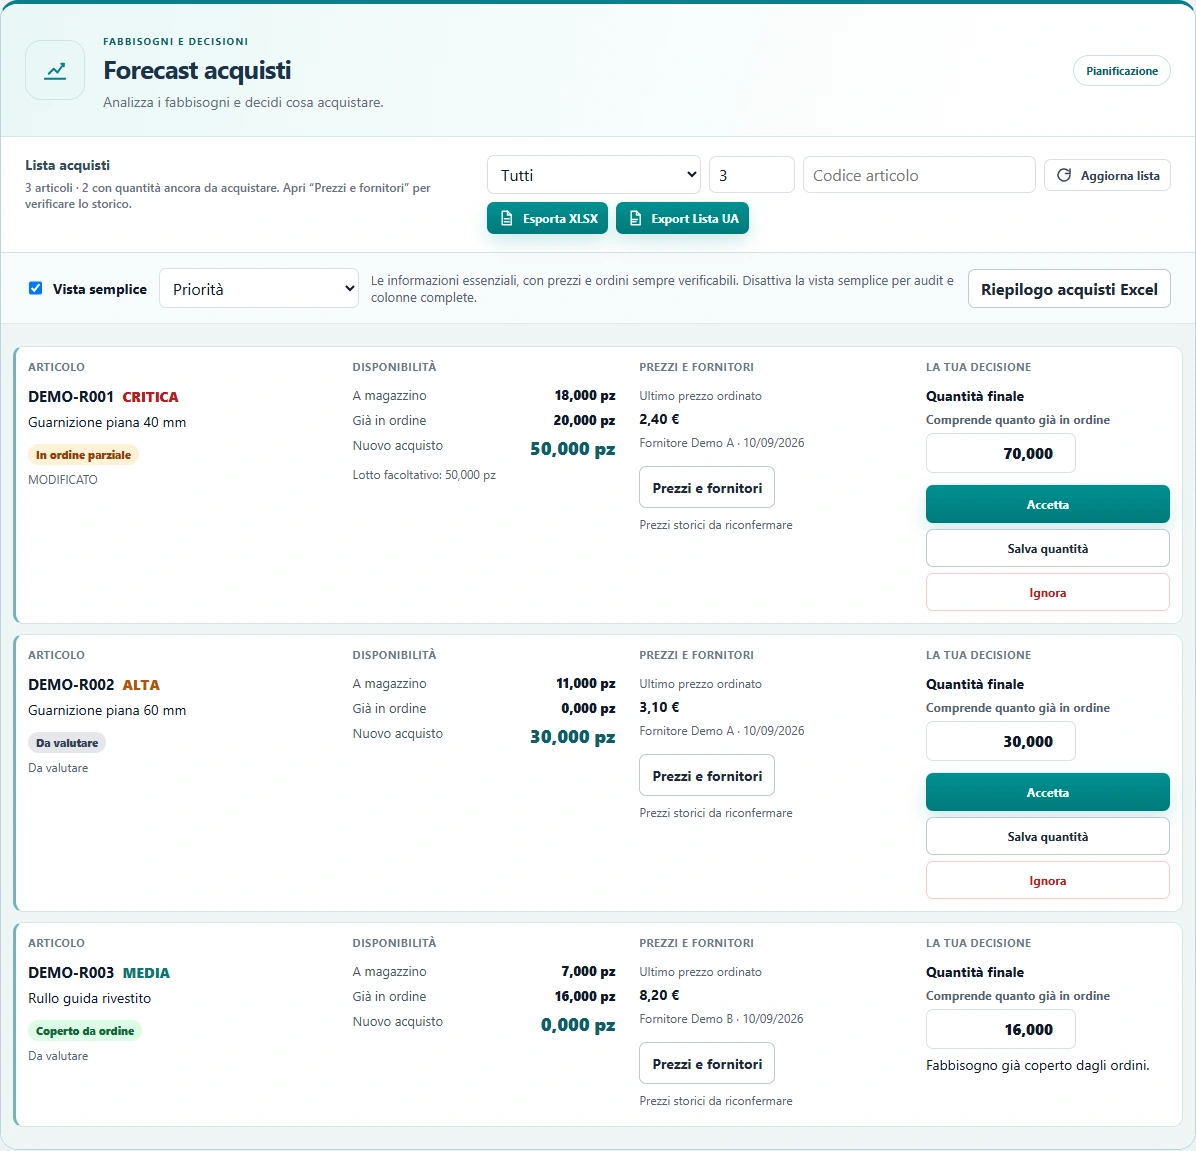 FABBISOGNI E DECISIONI
Forecast acquisti
Analizza i fabbisogni e decidi cosa acquistare.
Pianificazione
Lista acquisti
3 articoli · 2 con quantità ancora da acquistare. Apri “Prezzi e fornitori” per
verificare lo storico.
Tutti
3
Codice articolo
Aggiorna lista
Esporta XLSX
Export Lista UA
Vista semplice
Priorità
Le informazioni essenziali, con prezzi e ordini sempre verificabili. Disattiva la vista semplice per audit e
colonne complete.
Riepilogo acquisti Excel
ARTICOLO
DEMO-R001 CRITICA
Guarnizione piana 40 mm
In ordine parziale
MODIFICATO
DISPONIBILITÀ
A magazzino 18,000 pz
Già in ordine 20,000 pz
Nuovo acquisto 50,000 pz
Lotto facoltativo: 50,000 pz
PREZZI E FORNITORI
Ultimo prezzo ordinato
2,40 €
Fornitore Demo A · 10/09/2026
Prezzi e fornitori
Prezzi storici da riconfermare
LA TUA DECISIONE
Quantità finale
Comprende quanto già in ordine
70,000
Accetta
Salva quantità
Ignora
ARTICOLO
DEMO-R002 ALTA
Guarnizione piana 60 mm
Da valutare
Da valutare
DISPONIBILITÀ
A magazzino 11,000 pz
Già in ordine 0,000 pz
Nuovo acquisto 30,000 pz
PREZZI E FORNITORI
Ultimo prezzo ordinato
3,10 €
Fornitore Demo A · 10/09/2026
Prezzi e fornitori
Prezzi storici da riconfermare
LA TUA DECISIONE
Quantità finale
Comprende quanto già in ordine
30,000
Accetta
Salva quantità
Ignora
ARTICOLO
DEMO-R003 MEDIA
Rullo guida rivestito
Coperto da ordine
Da valutare
DISPONIBILITÀ
A magazzino 7,000 pz
Già in ordine 16,000 pz
Nuovo acquisto 0,000 pz
PREZZI E FORNITORI
Ultimo prezzo ordinato
8,20 €
Fornitore Demo B · 10/09/2026
Prezzi e fornitori
Prezzi storici da riconfermare
LA TUA DECISIONE
Quantità finale
Comprende quanto già in ordine
16,000
Fabbisogno già coperto dagli ordini.